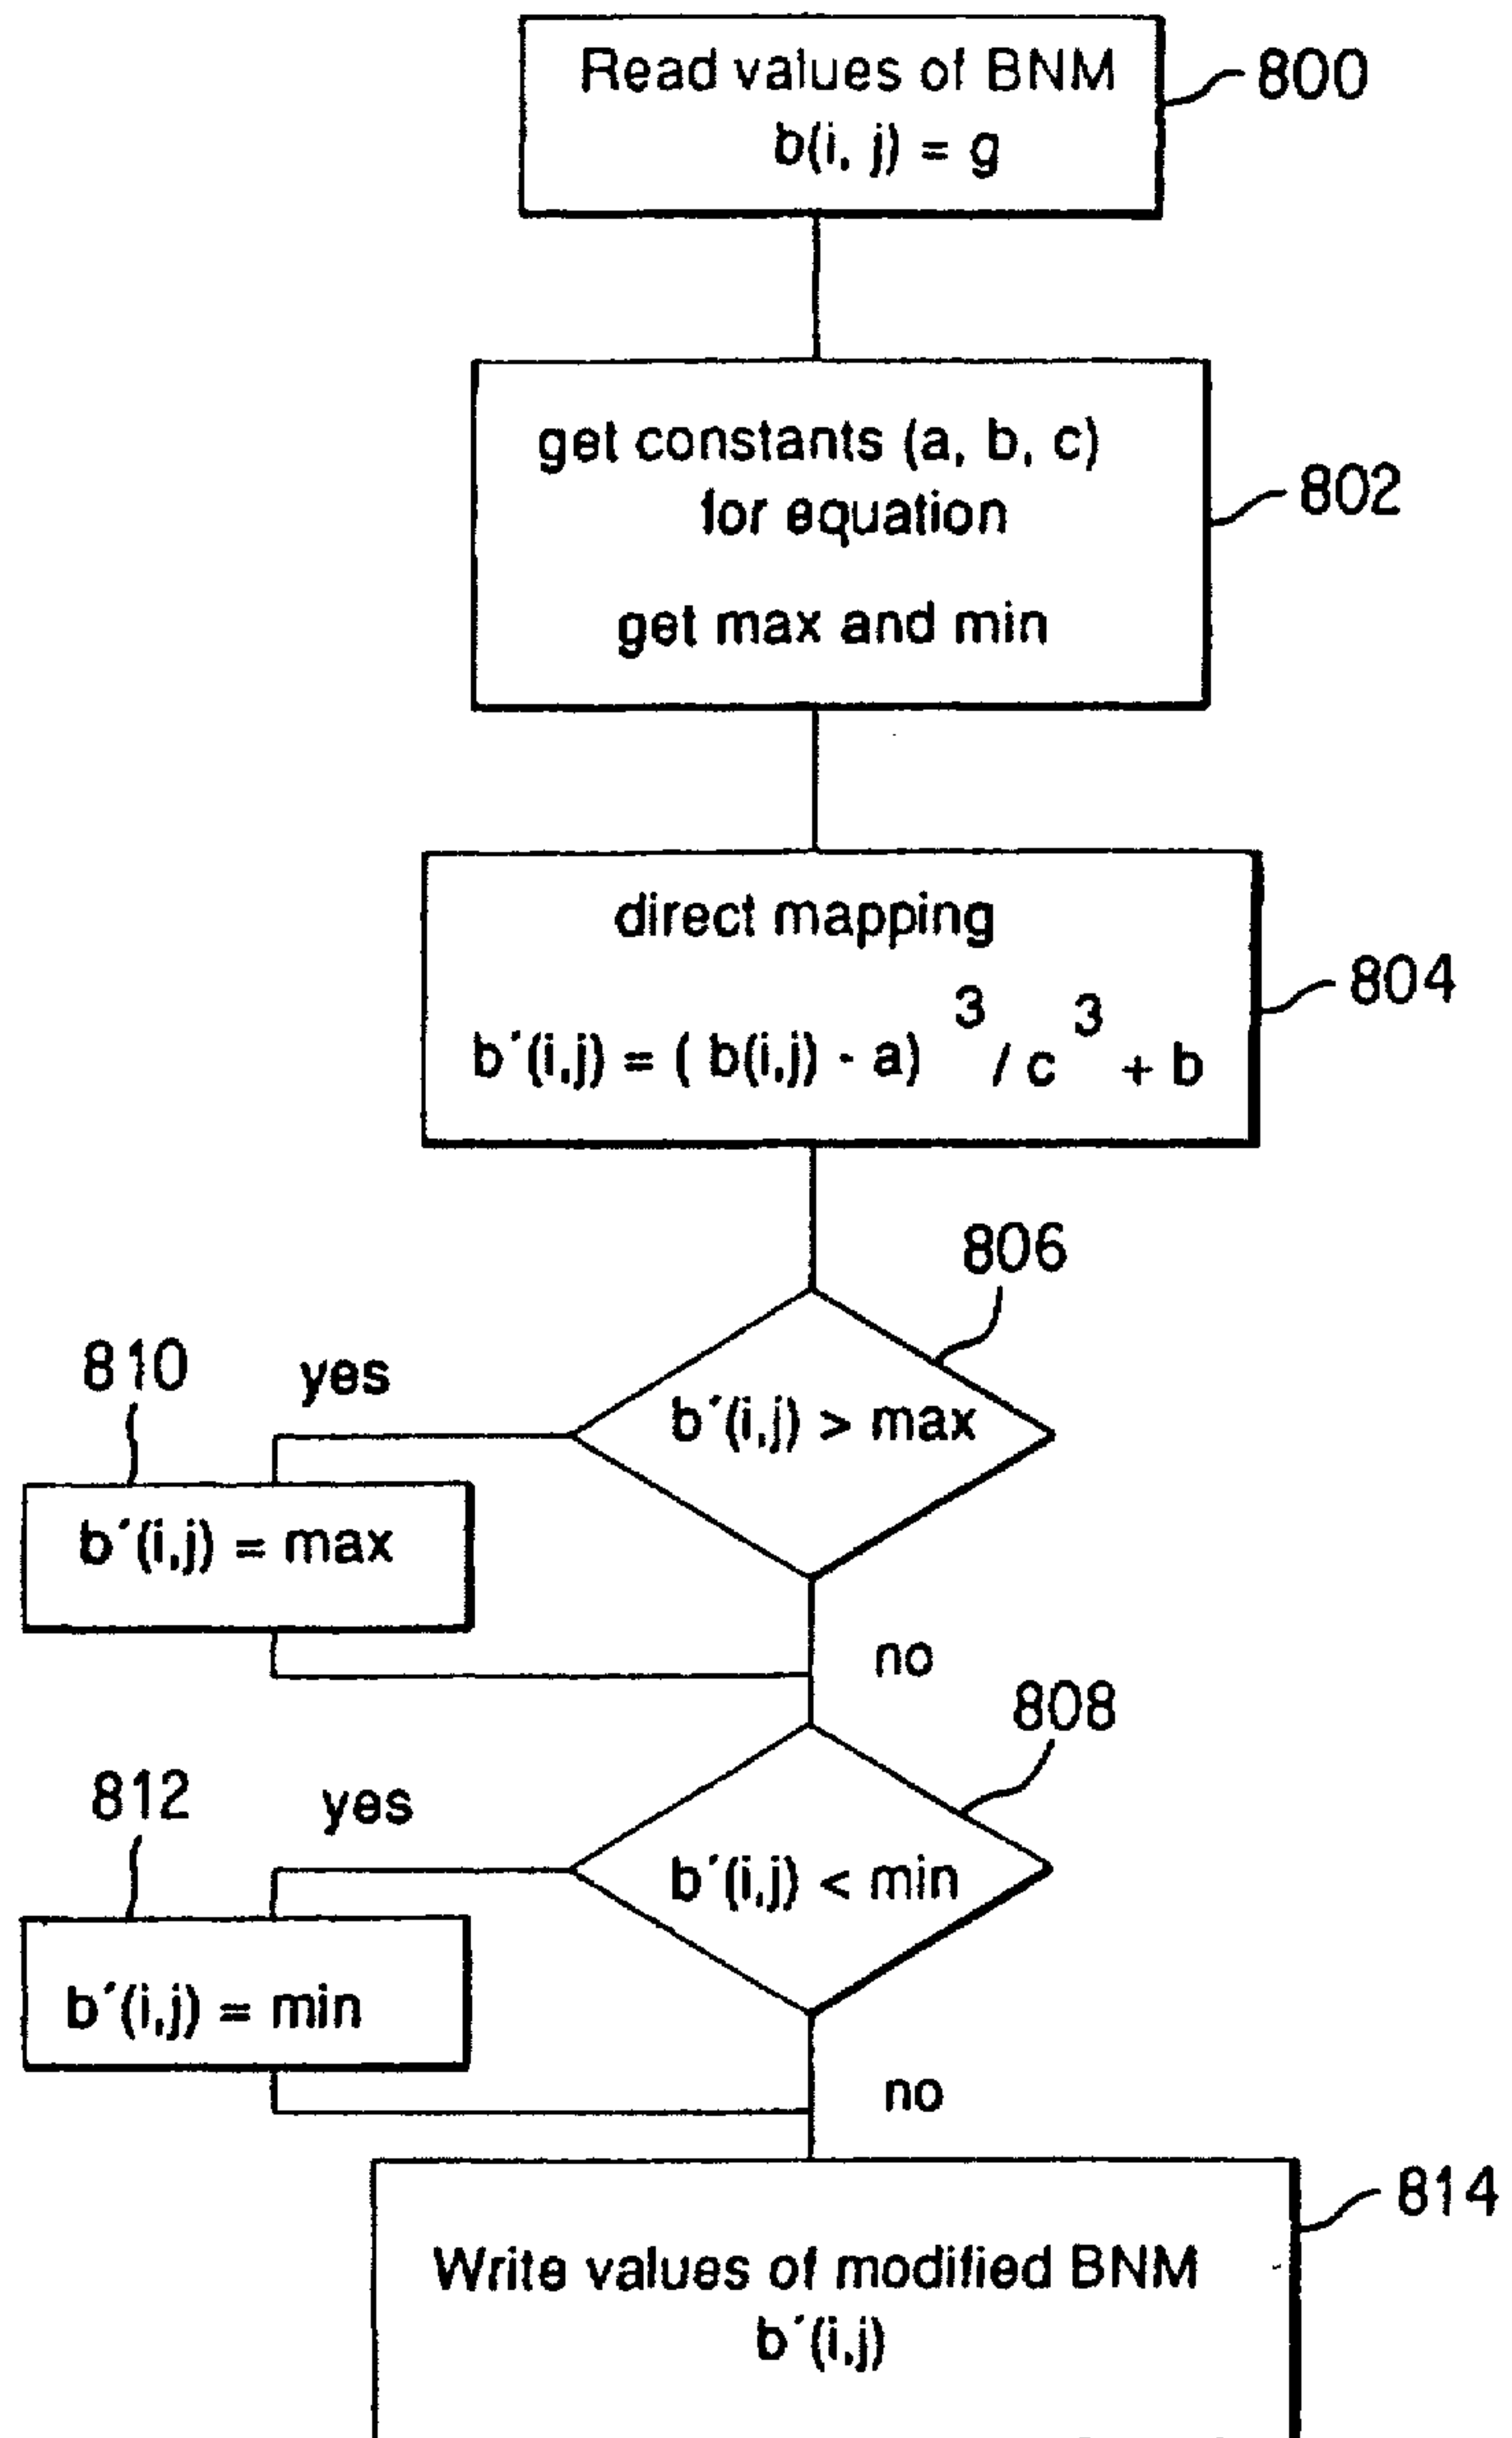 Read values of BNM
b(i, j) = g
800
get constants (a, b, c)
for equation
get max and min
802
direct mapping
b´(i,j) = ( b(i,j) - a) 3 / c 3 + b
804
806
b´(i,j) > max
yes
810
b´(i,j) = max
no
808
b´(i,j) < min
yes
812
b´(i,j) = min
no
814
Write values of modified BNM
b´(i,j)